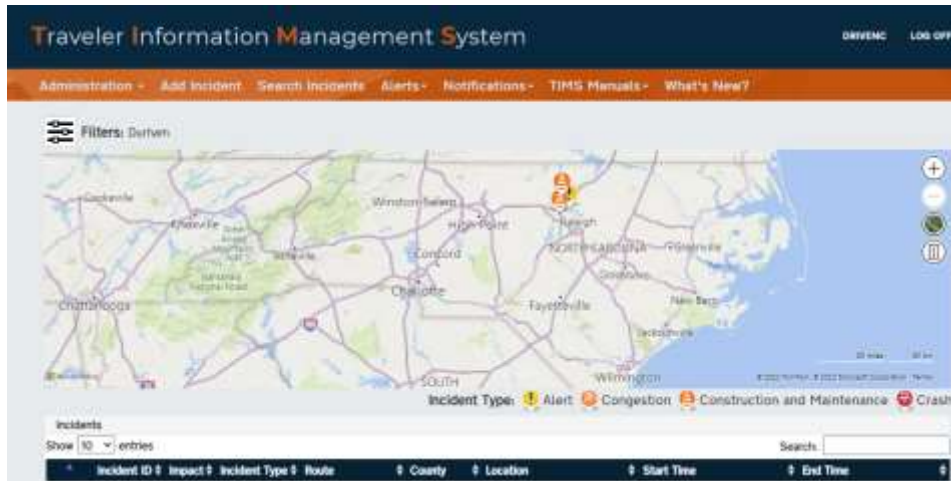 Traveler Information Management System
DRIVENC LOG OFF
Administration Add Incident Search Incidents Alerts Notifications TIMS Manuals What's New?
Filters: Durham
Cookeville
Knoxville
Winston-Salem
High Point
Raleigh
Asheville
NORTH CAROLINA
Greenville
Concord
Goldsboro
Charlotte
Chattanooga
Fayetteville
New Bern
Jacksonville
SOUTH
Wilmington
Incident Type: Alert Congestion Construction and Maintenance Crash
Incidents
Show 10 entries
Search:
Incident ID Impact Incident Type Route County Location Start Time End Time